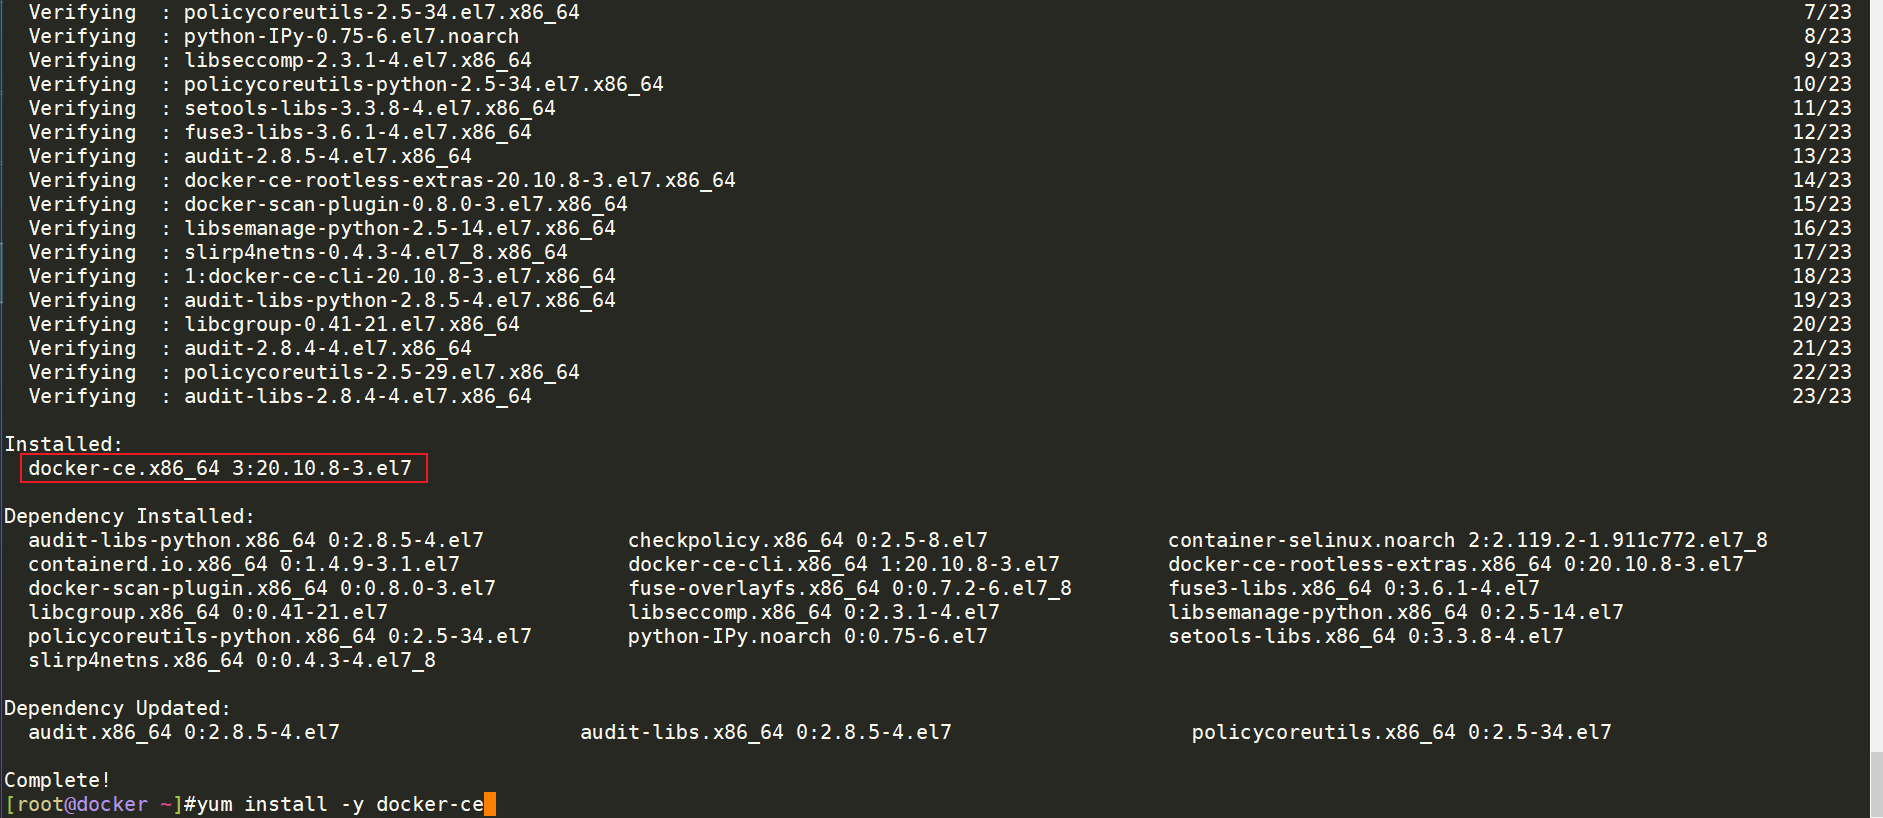 Verifying  : policycoreutils-2.5-34.el7.x86_64 7/23
Verifying  : python-IPy-0.75-6.el7.noarch 8/23
Verifying  : libseccomp-2.3.1-4.el7.x86_64 9/23
Verifying  : policycoreutils-python-2.5-34.el7.x86_64 10/23
Verifying  : setools-libs-3.3.8-4.el7.x86_64 11/23
Verifying  : fuse3-libs-3.6.1-4.el7.x86_64 12/23
Verifying  : audit-2.8.5-4.el7.x86_64 13/23
Verifying  : docker-ce-rootless-extras-20.10.8-3.el7.x86_64 14/23
Verifying  : docker-scan-plugin-0.8.0-3.el7.x86_64 15/23
Verifying  : libsemanage-python-2.5-14.el7.x86_64 16/23
Verifying  : slirp4netns-0.4.3-4.el7_8.x86_64 17/23
Verifying  : 1:docker-ce-cli-20.10.8-3.el7.x86_64 18/23
Verifying  : audit-libs-python-2.8.5-4.el7.x86_64 19/23
Verifying  : libcgroup-0.41-21.el7.x86_64 20/23
Verifying  : audit-2.8.4-4.el7.x86_64 21/23
Verifying  : policycoreutils-2.5-29.el7.x86_64 22/23
Verifying  : audit-libs-2.8.4-4.el7.x86_64 23/23
Installed:
docker-ce.x86_64 3:20.10.8-3.el7
Dependency Installed:
audit-libs-python.x86_64 0:2.8.5-4.el7 checkpolicy.x86_64 0:2.5-8.el7 container-selinux.noarch 2:2.119.2-1.911c772.el7_8
containerd.io.x86_64 0:1.4.9-3.1.el7 docker-ce-cli.x86_64 1:20.10.8-3.el7 docker-ce-rootless-extras.x86_64 0:20.10.8-3.el7
docker-scan-plugin.x86_64 0:0.8.0-3.el7 fuse-overlayfs.x86_64 0:0.7.2-6.el7_8 fuse3-libs.x86_64 0:3.6.1-4.el7
libcgroup.x86_64 0:0.41-21.el7 libseccomp.x86_64 0:2.3.1-4.el7 libsemanage-python.x86_64 0:2.5-14.el7
policycoreutils-python.x86_64 0:2.5-34.el7 python-IPy.noarch 0:0.75-6.el7 setools-libs.x86_64 0:3.3.8-4.el7
slirp4netns.x86_64 0:0.4.3-4.el7_8
Dependency Updated:
audit.x86_64 0:2.8.5-4.el7 audit-libs.x86_64 0:2.8.5-4.el7 policycoreutils.x86_64 0:2.5-34.el7
Complete!
[root@docker ~]#yum install -y docker-ce